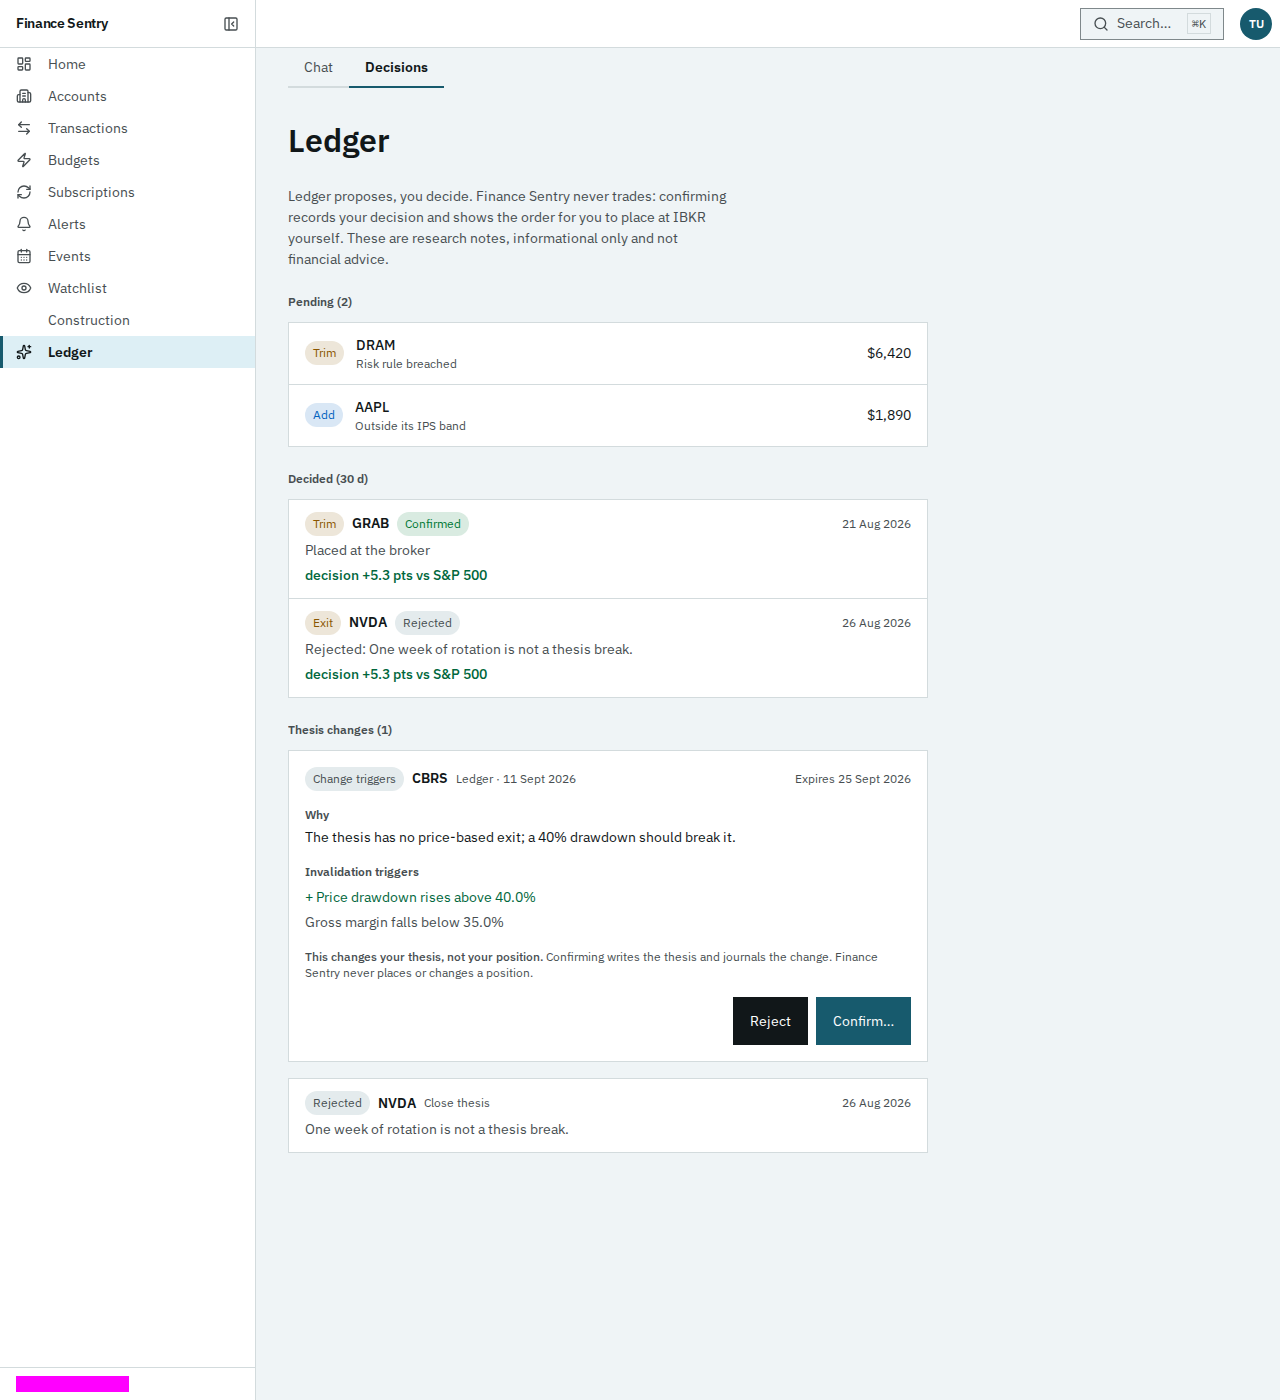 Finance Sentry
Search...
⌘K
TU
Home
Accounts
Transactions
Budgets
Subscriptions
Alerts
Events
Watchlist
Construction
Ledger
Chat
Decisions
Ledger
Ledger proposes, you decide. Finance Sentry never trades: confirming
records your decision and shows the order for you to place at IBKR
yourself. These are research notes, informational only and not
financial advice.
Pending (2)
Trim
DRAM
Risk rule breached
$6,420
Add
AAPL
Outside its IPS band
$1,890
Decided (30 d)
Trim GRAB Confirmed 21 Aug 2026
Placed at the broker
decision +5.3 pts vs S&P 500
Exit NVDA Rejected 26 Aug 2026
Rejected: One week of rotation is not a thesis break.
decision +5.3 pts vs S&P 500
Thesis changes (1)
Change triggers CBRS Ledger · 11 Sept 2026 Expires 25 Sept 2026
Why
The thesis has no price-based exit; a 40% drawdown should break it.
Invalidation triggers
+ Price drawdown rises above 40.0%
Gross margin falls below 35.0%
This changes your thesis, not your position. Confirming writes the thesis and journals the change. Finance
Sentry never places or changes a position.
Reject
Confirm...
Rejected NVDA Close thesis 26 Aug 2026
One week of rotation is not a thesis break.